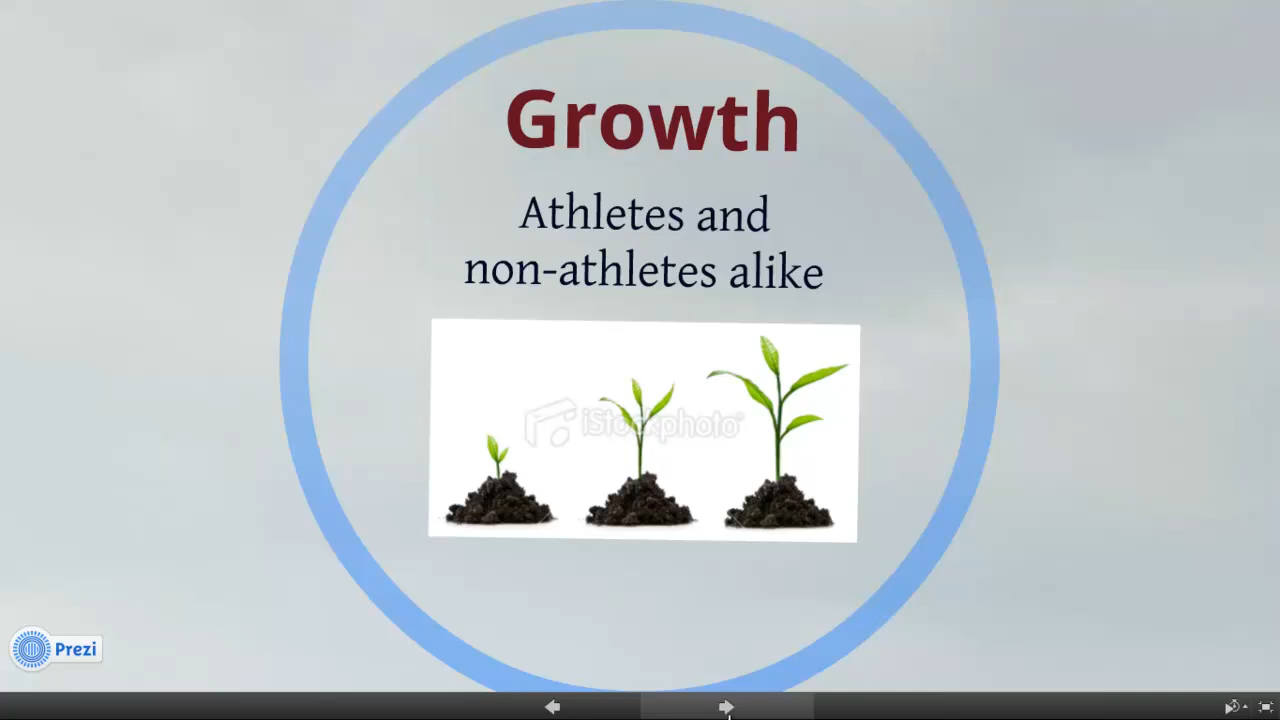 Growth
Athletes and
non-athletes alike
iStockphoto
Prezi